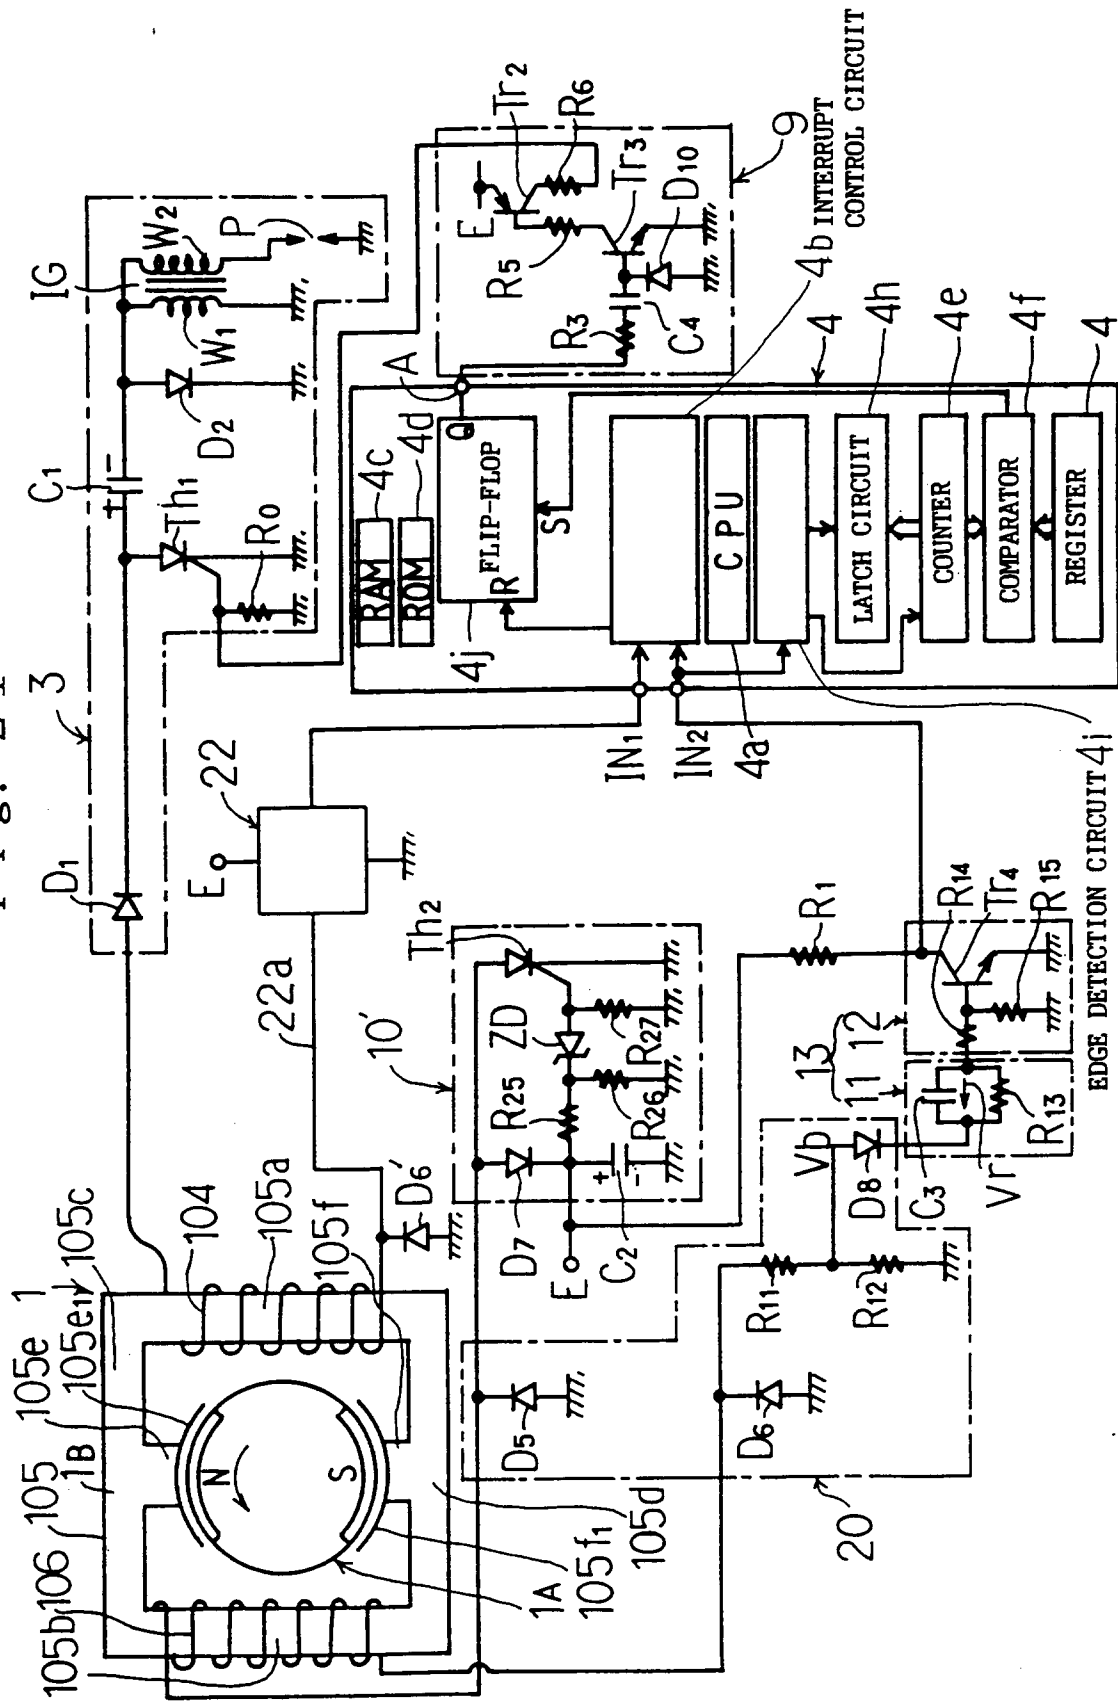 Fig. 21
3
D1
C1
+
-
Th1
R0
D2
W1
IG
W2
P
1
1B
105
105e
105e1
105c
104
105a
105f
105b
106
N
S
1A
105f1
105d
D6'
22a
22
E
10'
Th2
ZD
R25
R26
R27
D7
C2
+
-
E
D5
D6
20
R11
R12
Vp
D8
C3
Vr
R13
11
12
13
R14
Tr4
R15
R1
IN1
IN2
4a
4j
RAM
4c
ROM
4d
A
FLIP-FLOP
R
S
Q
CPU
LATCH CIRCUIT
COUNTER
COMPARATOR
REGISTER
4
4h
4e
4f
4
4b INTERRUPT
CONTROL CIRCUIT
EDGE DETECTION CIRCUIT 4i
9
E
Tr2
R6
R5
Tr3
D10
R3
C4